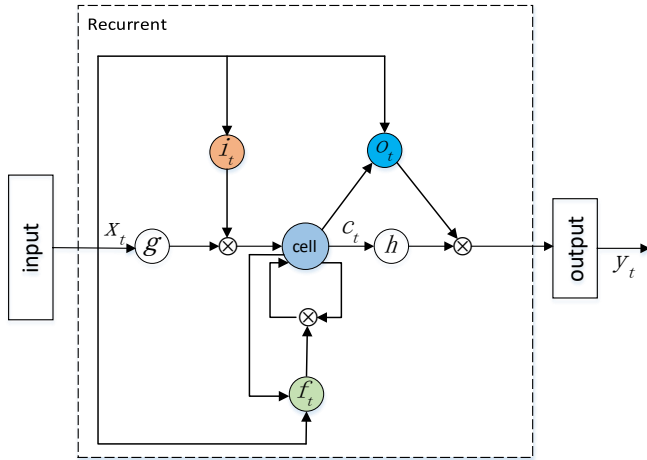 Recurrent
i_t
o_t
input
x_t
g
cell
c_t
h
output
y_t
f_t